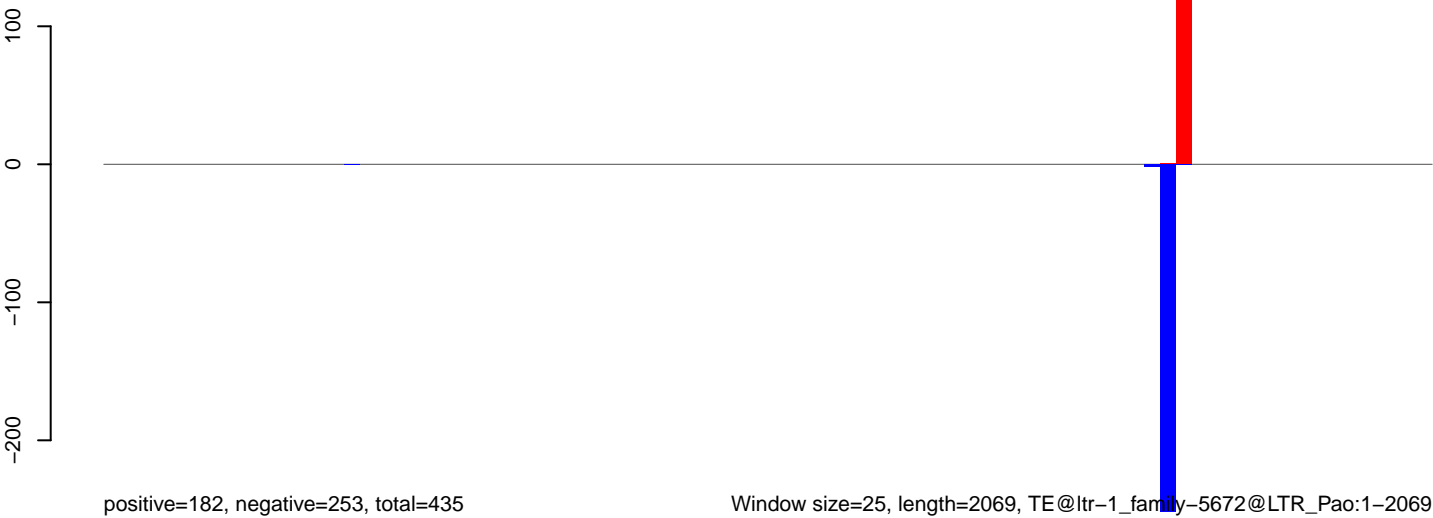 100
0
−100
−200
positive=182, negative=253, total=435
Window size=25, length=2069, TE@ltr−1_family−5672@LTR_Pao:1−2069